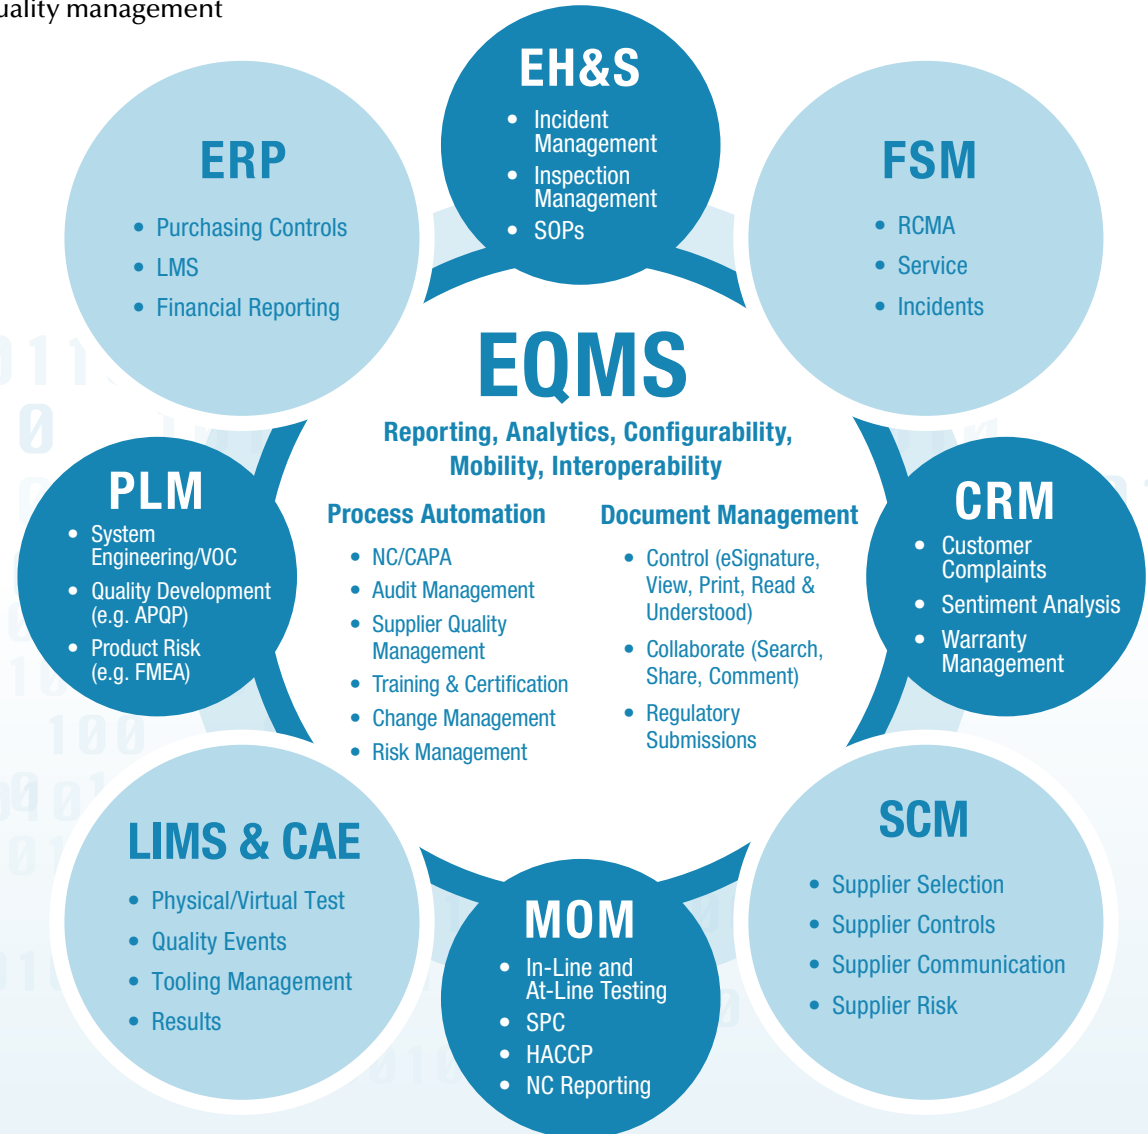 uality management
EH&S
• Incident
Management
• Inspection
Management
• SOPs
ERP
• Purchasing Controls
• LMS
• Financial Reporting
FSM
• RCMA
• Service
• Incidents
EQMS
Reporting, Analytics, Configurability,
Mobility, Interoperability
Process Automation
• NC/CAPA
• Audit Management
• Supplier Quality
Management
• Training & Certification
• Change Management
• Risk Management
Document Management
• Control (eSignature,
View, Print, Read &
Understood)
• Collaborate (Search,
Share, Comment)
• Regulatory
Submissions
PLM
• System
Engineering/VOC
• Quality Development
(e.g. APQP)
• Product Risk
(e.g. FMEA)
CRM
• Customer
Complaints
• Sentiment Analysis
• Warranty
Management
LIMS & CAE
• Physical/Virtual Test
• Quality Events
• Tooling Management
• Results
MOM
• In-Line and
At-Line Testing
• SPC
• HACCP
• NC Reporting
SCM
• Supplier Selection
• Supplier Controls
• Supplier Communication
• Supplier Risk